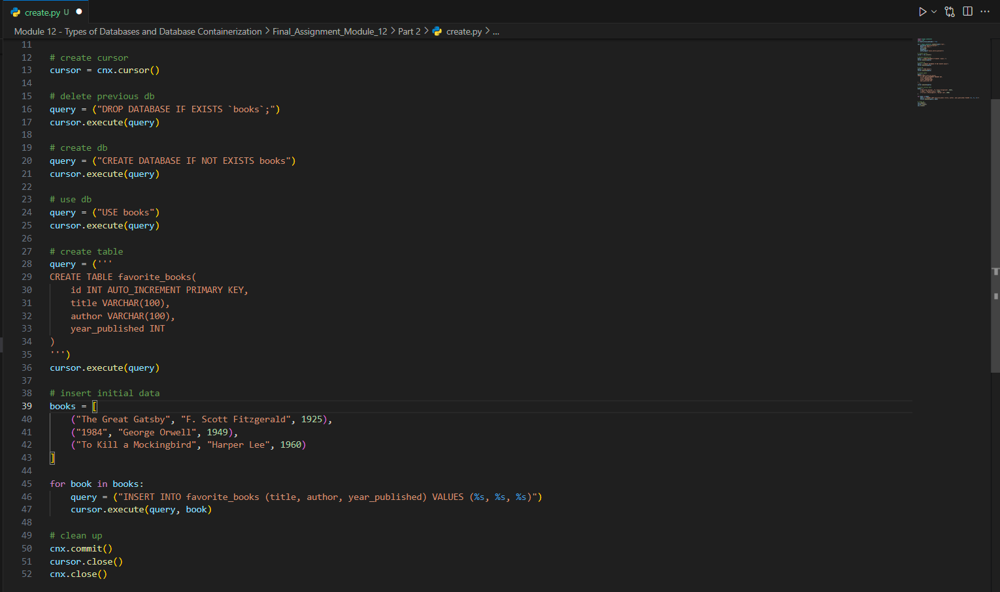 create.py U
Module 12 - Types of Databases and Database Containerization > Final_Assignment_Module_12 > Part 2 > create.py > ...
11
12 # create cursor
13 cursor = cnx.cursor()
14
15 # delete previous db
16 query = ("DROP DATABASE IF EXISTS `books`;")
17 cursor.execute(query)
18
19 # create db
20 query = ("CREATE DATABASE IF NOT EXISTS books")
21 cursor.execute(query)
22
23 # use db
24 query = ("USE books")
25 cursor.execute(query)
26
27 # create table
28 query = ('''
29 CREATE TABLE favorite_books(
30     id INT AUTO_INCREMENT PRIMARY KEY,
31     title VARCHAR(100),
32     author VARCHAR(100),
33     year_published INT
34 )
35 ''')
36 cursor.execute(query)
37
38 # insert initial data
39 books = [
40     ("The Great Gatsby", "F. Scott Fitzgerald", 1925),
41     ("1984", "George Orwell", 1949),
42     ("To Kill a Mockingbird", "Harper Lee", 1960)
43 ]
44
45 for book in books:
46     query = ("INSERT INTO favorite_books (title, author, year_published) VALUES (%s, %s, %s)")
47     cursor.execute(query, book)
48
49 # clean up
50 cnx.commit()
51 cursor.close()
52 cnx.close()